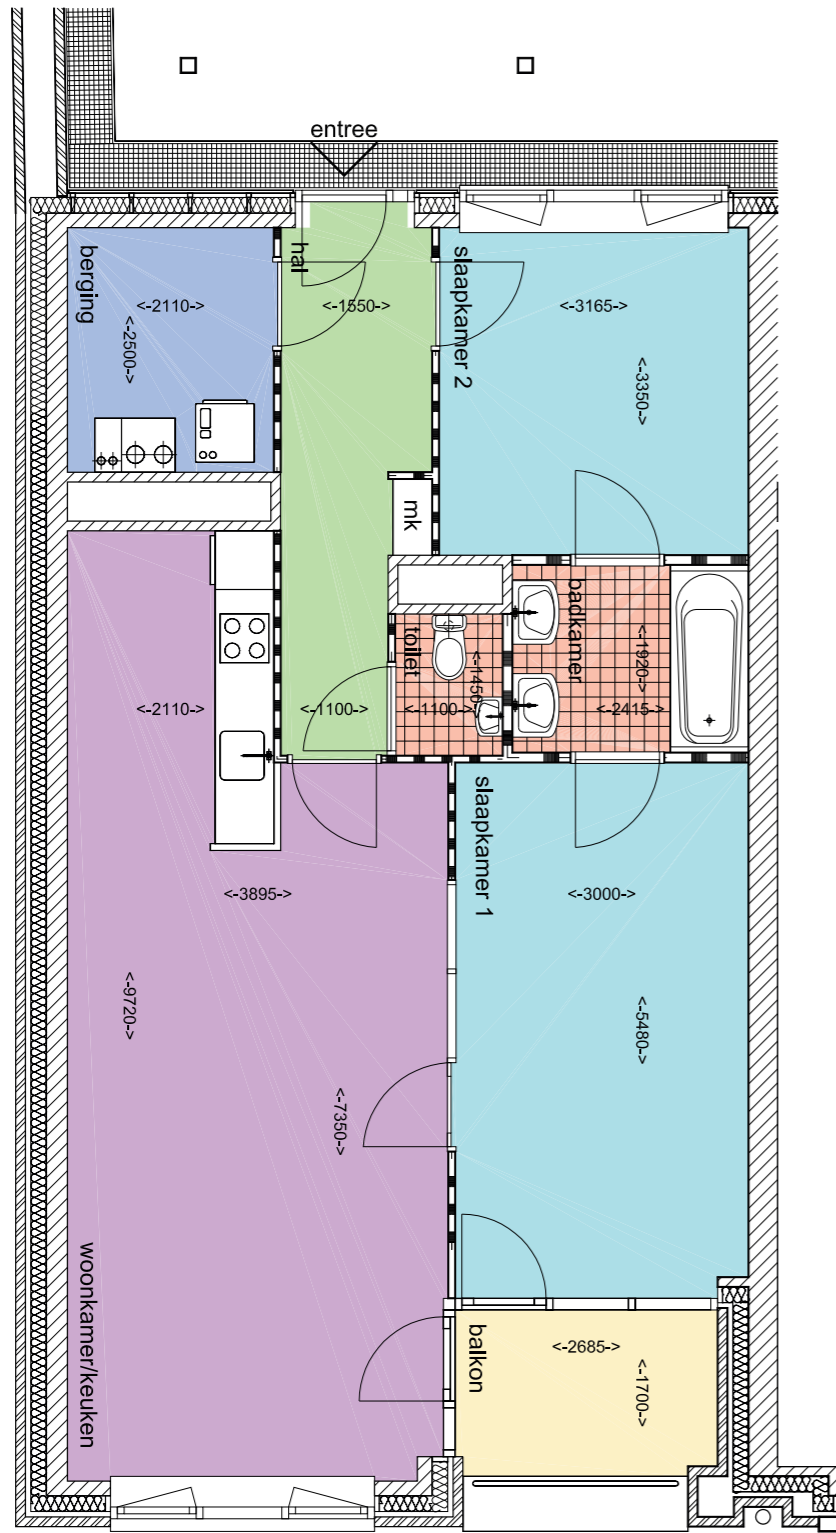 entree
berging
<-2110->
<-2500->
hal
<-1550->
slaapkamer 2
<-3165->
<-3350->
mk
toilet
<-1450->
<-1100->
badkamer
<-1920->
<-2415->
<-2110->
<-1100->
slaapkamer 1
<-3895->
<-3000->
<-9720->
<-5480->
<-7350->
woonkamer/keuken
balkon
<-2685->
<-1700->